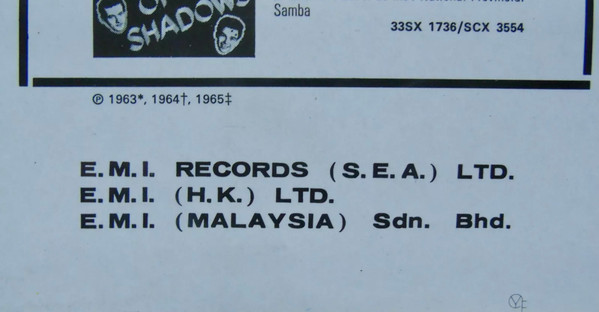 SHADOWS
Samba
33SX 1736/SCX 3554
℗ 1963*, 1964†, 1965‡
E.M.I. RECORDS (S.E.A.) LTD.
E.M.I. (H.K.) LTD.
E.M.I. (MALAYSIA) Sdn. Bhd.